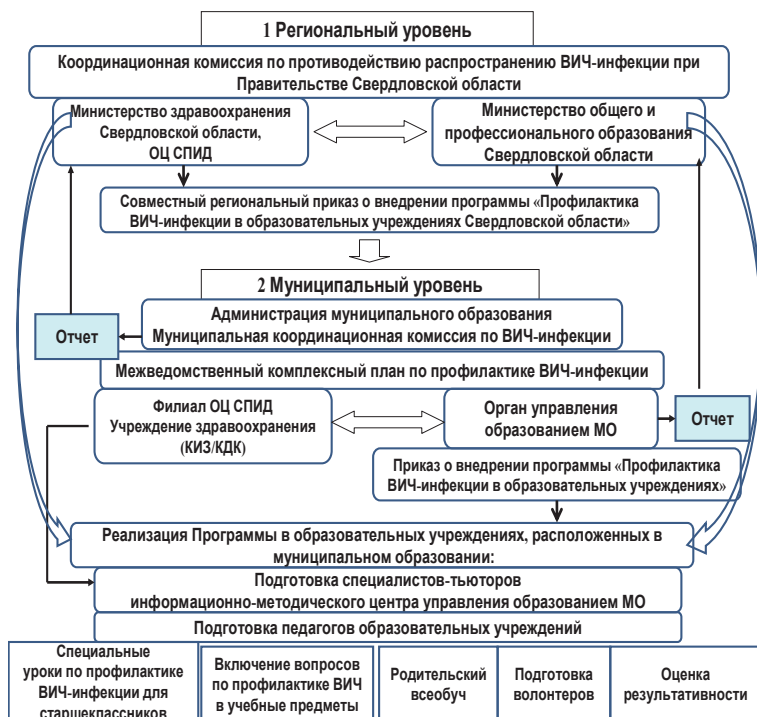 1 Региональный уровень
Координационная комиссия по противодействию распространению ВИЧ-инфекции при
Правительстве Свердловской области
Министерство здравоохранения
Свердловской области,
ОЦ СПИД
Министерство общего и
профессионального образования
Свердловской области
Совместный региональный приказ о внедрении программы «Профилактика
ВИЧ-инфекции в образовательных учреждениях Свердловской области»
2 Муниципальный уровень
Администрация муниципального образования
Муниципальная координационная комиссия по ВИЧ-инфекции
Отчет
Межведомственный комплексный план по профилактике ВИЧ-инфекции
Филиал ОЦ СПИД
Учреждение здравоохранения
(КИЗ/КДК)
Орган управления
образованием МО
Отчет
Приказ о внедрении программы «Профилактика
ВИЧ-инфекции в образовательных учреждениях»
Реализация Программы в образовательных учреждениях, расположенных в
муниципальном образовании:
Подготовка специалистов-тьюторов
информационно-методического центра управления образованием МО
Подготовка педагогов образовательных учреждений
Специальные
уроки по профилактике
ВИЧ-инфекции для
старшеклассников
Включение вопросов
по профилактике ВИЧ
в учебные предметы
Родительский
всеобуч
Подготовка
волонтеров
Оценка
результативности